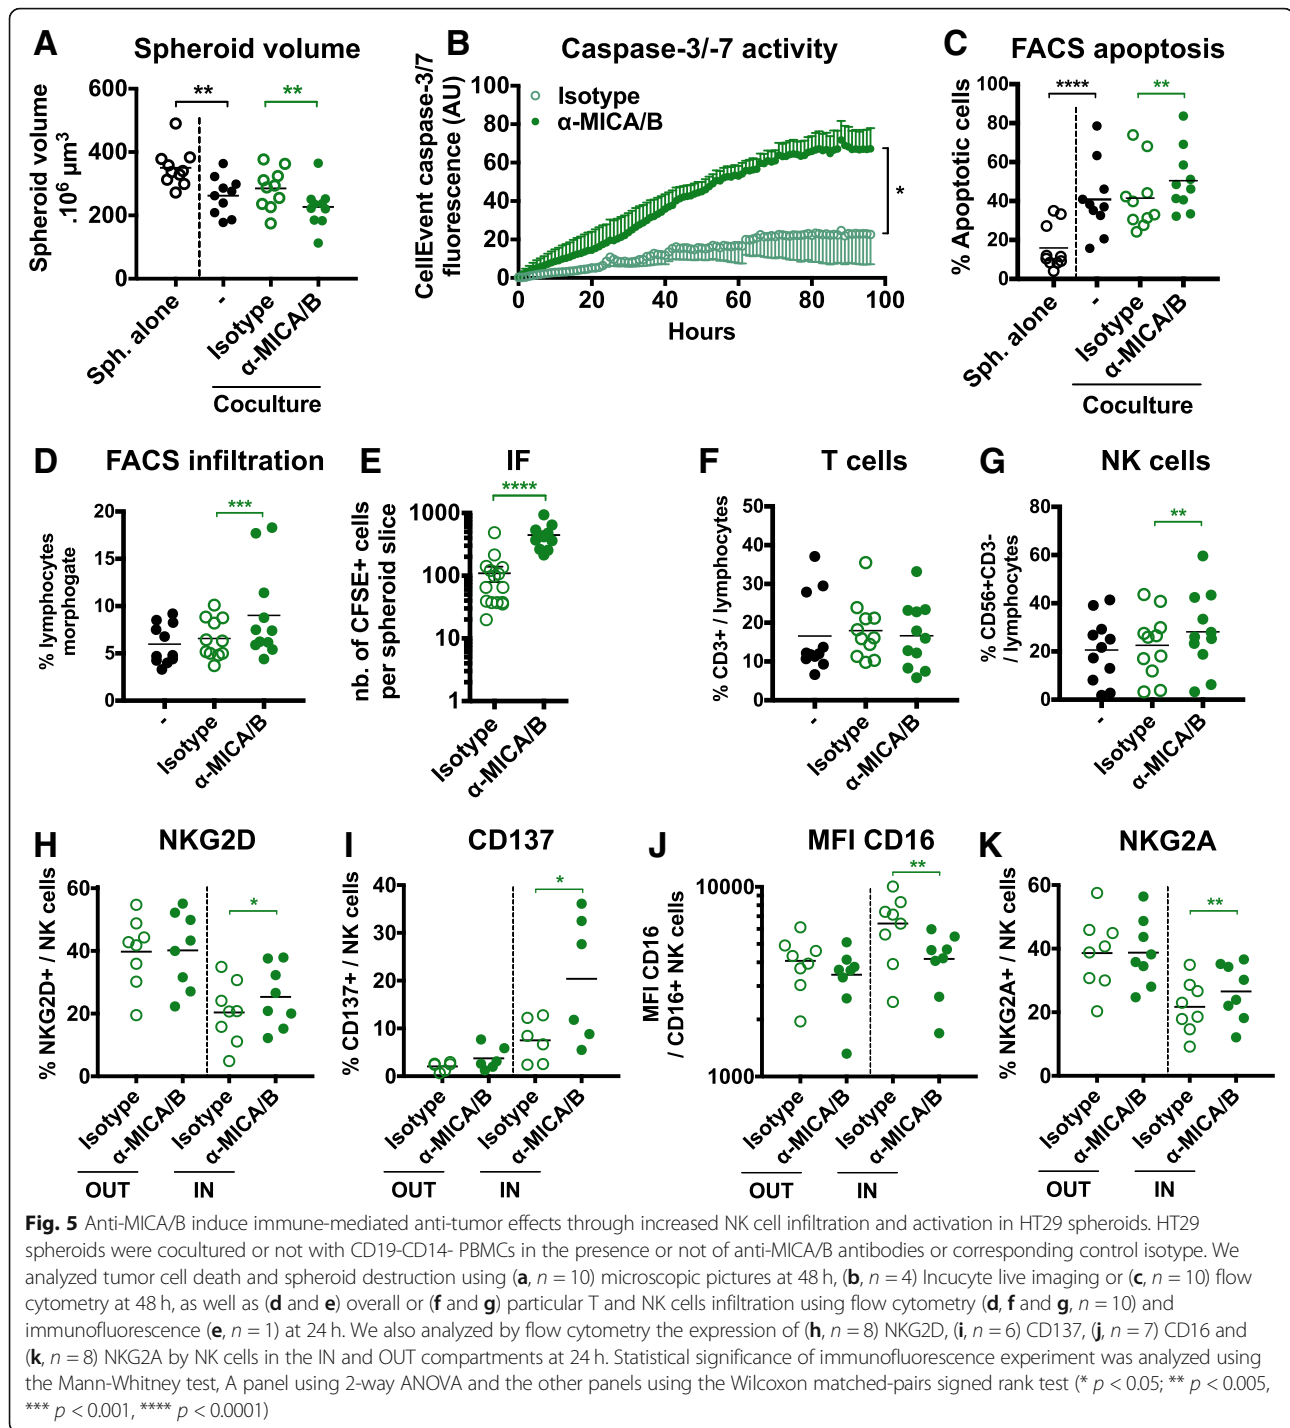 A Spheroid volume
Spheroid volume
.10⁶ µm³
600
400
200
0
**
**
Sph. alone
-
Isotype
α-MICA/B
Coculture
B Caspase-3/-7 activity
CellEvent caspase-3/7
fluorescence (AU)
100
80
60
40
20
0
Isotype
α-MICA/B
*
0 20 40 60 80 100
Hours
C FACS apoptosis
% Apoptotic cells
100
80
60
40
20
0
****
**
Sph. alone
-
Isotype
α-MICA/B
Coculture
D FACS infiltration
% lymphocytes
morphogate
20
15
10
5
0
***
-
Isotype
α-MICA/B
E IF
nb. of CFSE+ cells
per spheroid slice
1000
100
10
1
****
Isotype
α-MICA/B
F T cells
% CD3+ / lymphocytes
50
40
30
20
10
0
-
Isotype
α-MICA/B
G NK cells
% CD56+CD3-
/ lymphocytes
80
60
40
20
0
**
-
Isotype
α-MICA/B
H NKG2D
% NKG2D+ / NK cells
60
40
20
0
*
Isotype
α-MICA/B
Isotype
α-MICA/B
OUT IN
I CD137
% CD137+ / NK cells
40
30
20
10
0
*
Isotype
α-MICA/B
Isotype
α-MICA/B
OUT IN
J MFI CD16
MFI CD16
/ CD16+ NK cells
10000
1000
**
Isotype
α-MICA/B
Isotype
α-MICA/B
OUT IN
K NKG2A
% NKG2A+ / NK cells
60
40
20
0
**
Isotype
α-MICA/B
Isotype
α-MICA/B
OUT IN
Fig. 5 Anti-MICA/B induce immune-mediated anti-tumor effects through increased NK cell infiltration and activation in HT29 spheroids. HT29
spheroids were cocultured or not with CD19-CD14- PBMCs in the presence or not of anti-MICA/B antibodies or corresponding control isotype. We
analyzed tumor cell death and spheroid destruction using (a, n = 10) microscopic pictures at 48 h, (b, n = 4) Incucyte live imaging or (c, n = 10) flow
cytometry at 48 h, as well as (d and e) overall or (f and g) particular T and NK cells infiltration using flow cytometry (d, f and g, n = 10) and
immunofluorescence (e, n = 1) at 24 h. We also analyzed by flow cytometry the expression of (h, n = 8) NKG2D, (i, n = 6) CD137, (j, n = 7) CD16 and
(k, n = 8) NKG2A by NK cells in the IN and OUT compartments at 24 h. Statistical significance of immunofluorescence experiment was analyzed using
the Mann-Whitney test, A panel using 2-way ANOVA and the other panels using the Wilcoxon matched-pairs signed rank test (* p < 0.05; ** p < 0.005,
*** p < 0.001, **** p < 0.0001)